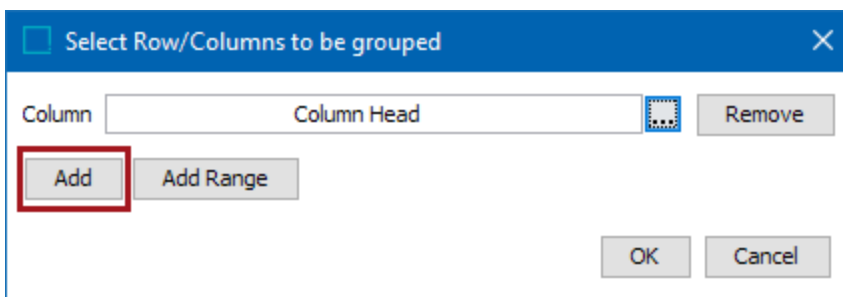 Select Row/Columns to be grouped
Column Column Head ... Remove
Add Add Range
OK Cancel